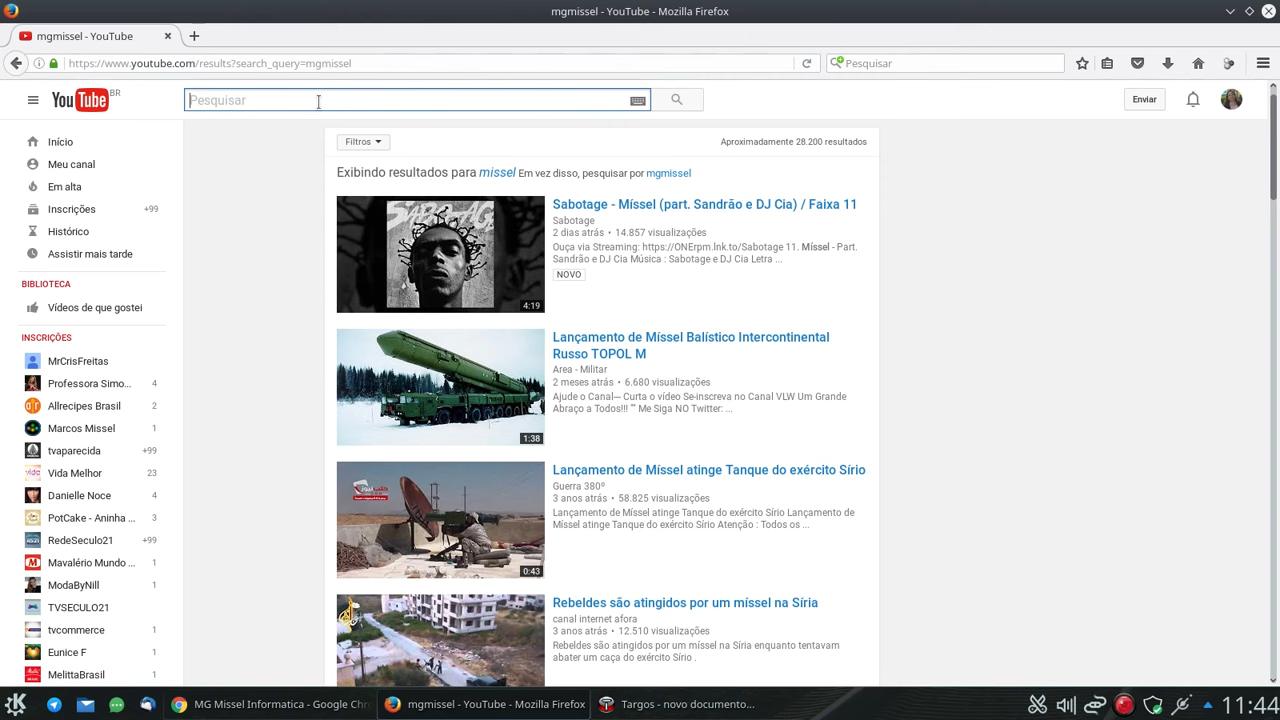 mgmissel - YouTube - Mozilla Firefox
mgmissel - YouTube
https://www.youtube.com/results?search_query=mgmissel
Pesquisar
YouTube BR
Pesquisar
Enviar
Início
Meu canal
Em alta
Inscrições +99
Histórico
Assistir mais tarde
BIBLIOTECA
Vídeos de que gostei
INSCRIÇÕES
MrCrisFreitas
Professora Simo... 4
Allrecipes Brasil 2
Marcos Missel 1
tvaparecida +99
Vida Melhor 23
Danielle Noce 4
PotCake - Aninha ... 3
RedeSeculo21 +99
Mavalério Mundo ... 1
ModaByNill 1
TVSECULO21
tvcommerce 1
Eunice F 1
MelittaBrasil 1
Filtros
Aproximadamente 28.200 resultados
Exibindo resultados para missel Em vez disso, pesquisar por mgmissel
SABOTAG
4:19
Sabotage - Míssel (part. Sandrão e DJ Cia) / Faixa 11
Sabotage
2 dias atrás • 14.857 visualizações
Ouça via Streaming: https://ONErpm.lnk.to/Sabotage 11. Míssel - Part.
Sandrão e DJ Cia Música : Sabotage e DJ Cia Letra ...
NOVO
1:38
Lançamento de Míssel Balístico Intercontinental
Russo TOPOL M
Area - Militar
2 meses atrás • 6.680 visualizações
Ajude o Canal--- Curta o vídeo Se-inscreva no Canal VLW Um Grande
Abraço a Todos!!! "" Me Siga NO Twitter: ...
0:43
Lançamento de Míssel atinge Tanque do exército Sírio
Guerra 380º
3 anos atrás • 58.825 visualizações
Lançamento de Míssel atinge Tanque do exército Sírio Lançamento de
Míssel atinge Tanque do exército Sírio Atenção : Todos os ...
Rebeldes são atingidos por um míssel na Síria
canal internet afora
3 anos atrás • 12.510 visualizações
Rebeldes são atingidos por um míssel na Síria enquanto tentavam
abater um caça do exército Sírio .
MG Missel Informatica - Google Chr
mgmissel - YouTube - Mozilla Firefox
Targos - novo documento...
11:44